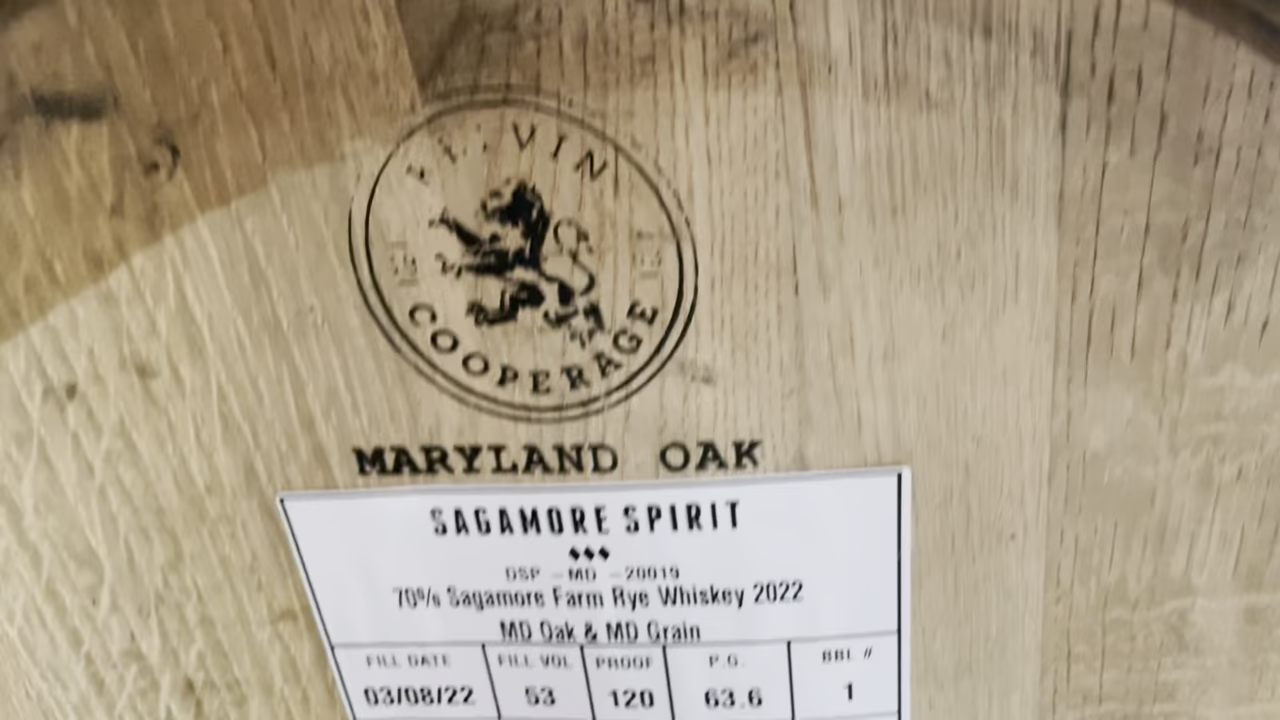 COOPERAGE
MARYLAND OAK
SAGAMORE SPIRIT
DSP - MD - 20019
70% Sagamore Farm Rye Whiskey 2022
MD Oak & MD Grain
FILL DATE FILL VOL PROOF P.G. BBL #
03/08/22 53 120 63.6 1